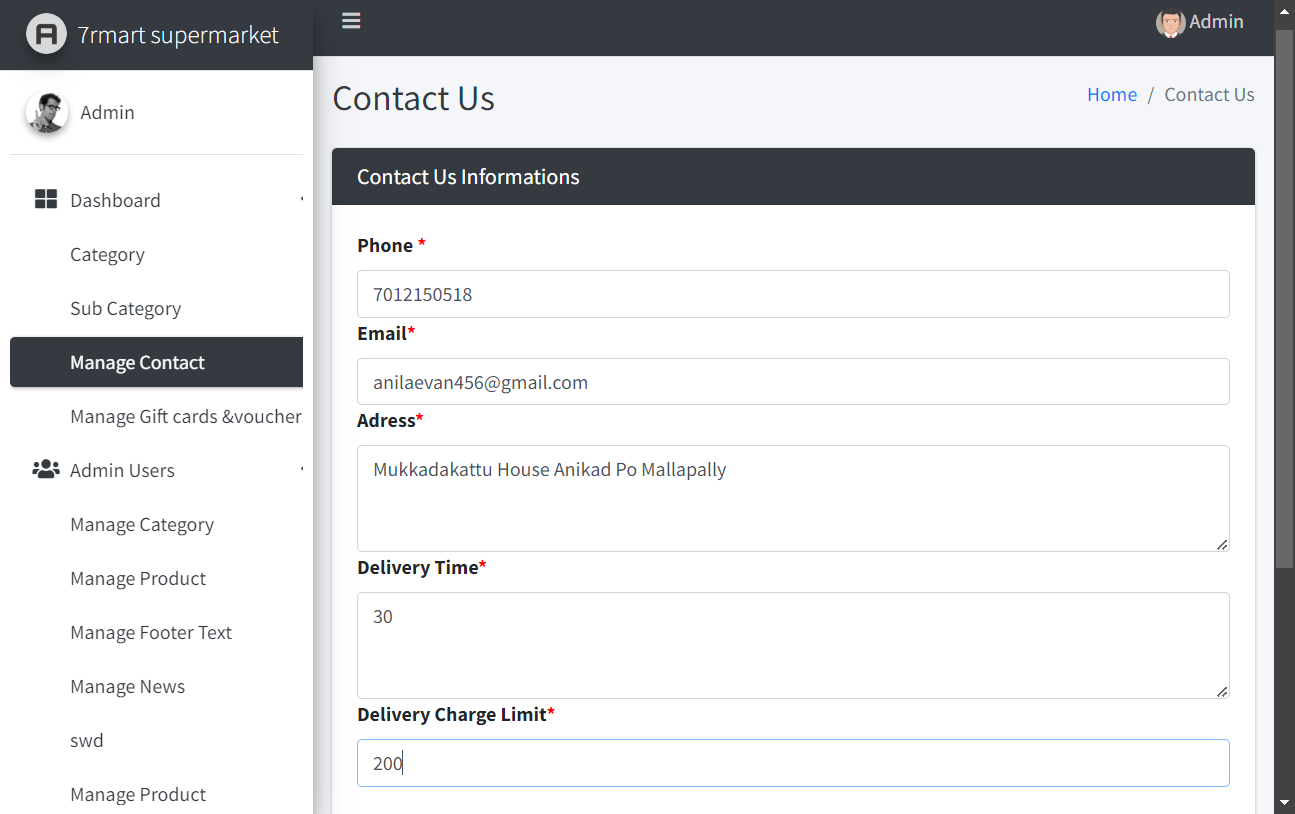 7rmart supermarket
Admin
Admin
Dashboard
Category
Sub Category
Manage Contact
Manage Gift cards &voucher
Admin Users
Manage Category
Manage Product
Manage Footer Text
Manage News
swd
Manage Product
Contact Us
Home / Contact Us
Contact Us Informations
Phone *
7012150518
Email*
anilaevan456@gmail.com
Adress*
Mukkadakattu House Anikad Po Mallapally
Delivery Time*
30
Delivery Charge Limit*
200